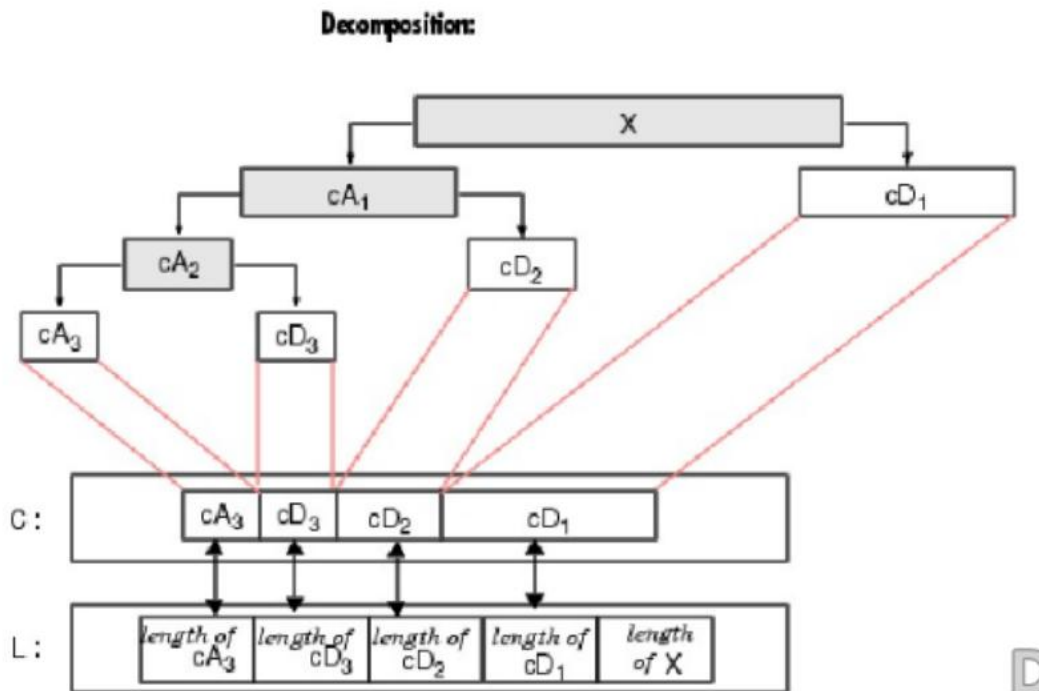 Decomposition:
X
cA₁
cD₁
cA₂
cD₂
cA₃
cD₃
C:
cA₃ cD₃ cD₂ cD₁
L:
length of cA₃
length of cD₃
length of cD₂
length of cD₁
length of X
D